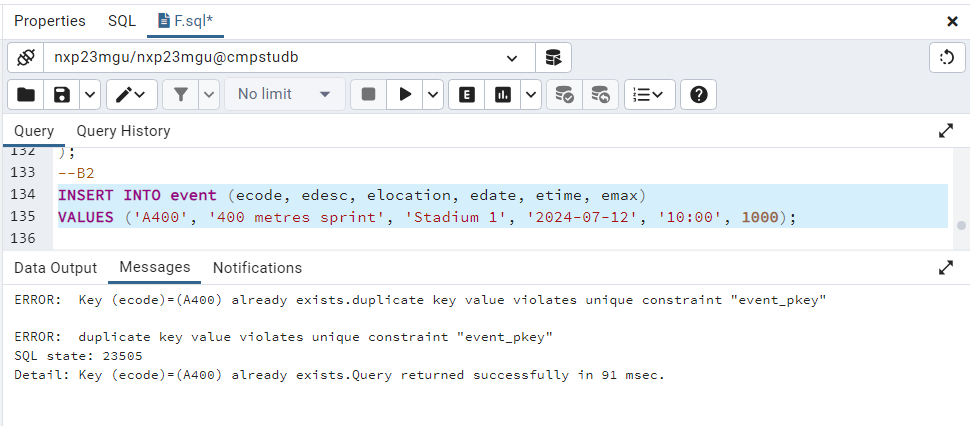 Properties SQL F.sql*
nxp23mgu/nxp23mgu@cmpstudb
No limit E
Query Query History
132 );
133 --B2
134 INSERT INTO event (ecode, edesc, elocation, edate, etime, emax)
135 VALUES ('A400', '400 metres sprint', 'Stadium 1', '2024-07-12', '10:00', 1000);
136
Data Output Messages Notifications
ERROR:  Key (ecode)=(A400) already exists.duplicate key value violates unique constraint "event_pkey"
ERROR:  duplicate key value violates unique constraint "event_pkey"
SQL state: 23505
Detail: Key (ecode)=(A400) already exists.Query returned successfully in 91 msec.